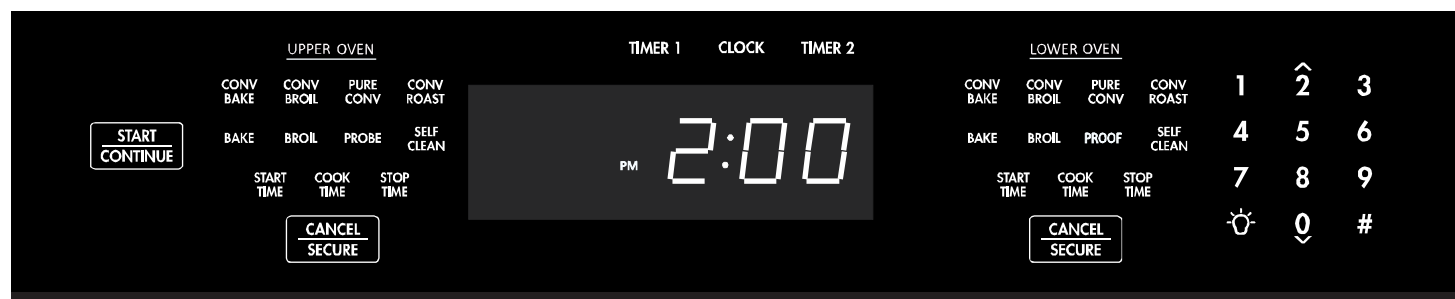 UPPER OVEN
TIMER 1 CLOCK TIMER 2
LOWER OVEN
CONV BAKE
CONV BROIL
PURE CONV
CONV ROAST
START
CONTINUE
BAKE BROIL PROBE
SELF CLEAN
START TIME
COOK TIME
STOP TIME
CANCEL
SECURE
PM 2:00
CONV BAKE
CONV BROIL
PURE CONV
CONV ROAST
BAKE BROIL PROOF
SELF CLEAN
START TIME
COOK TIME
STOP TIME
CANCEL
SECURE
1 2 3
4 5 6
7 8 9
0 #